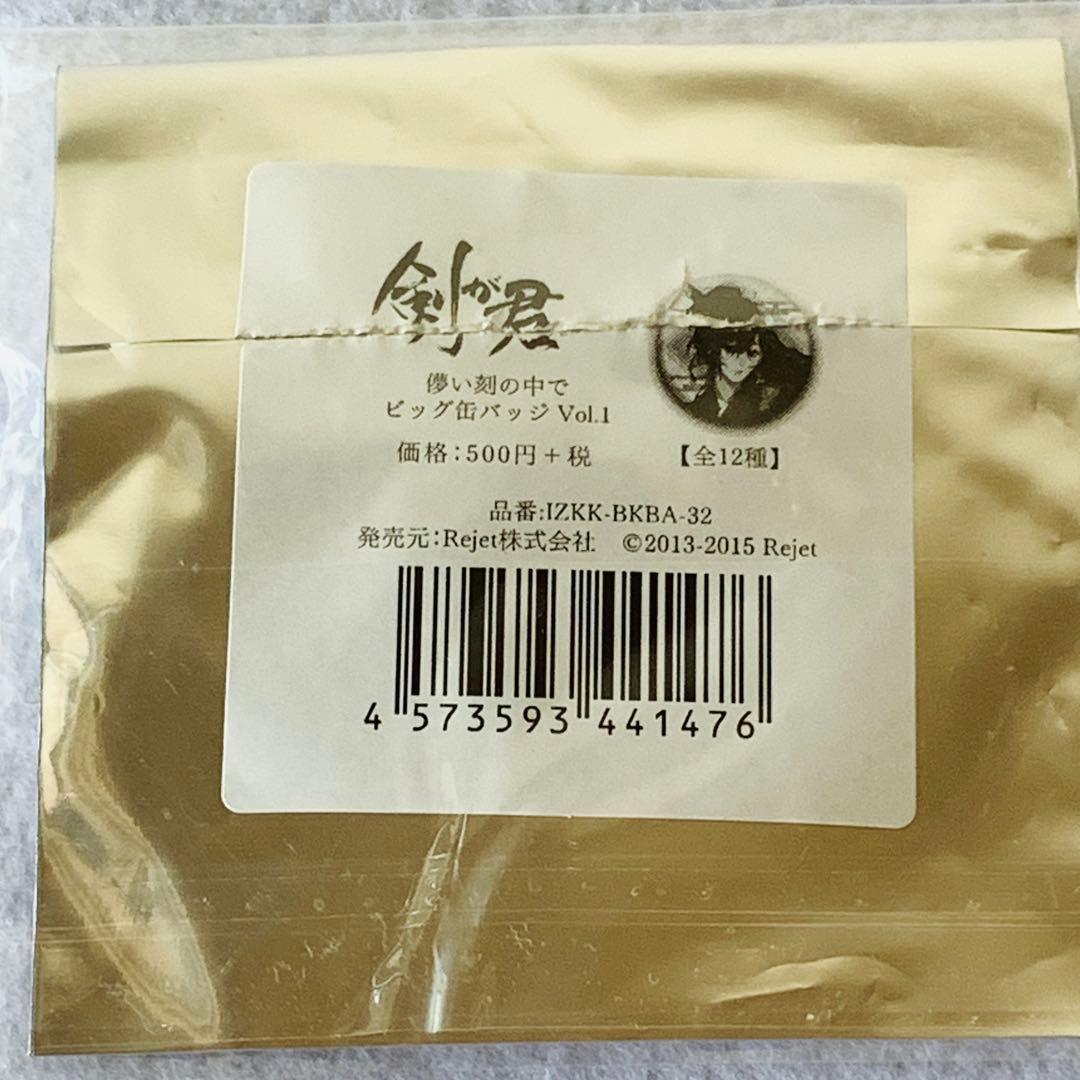 剣が君
儚い刻の中で
ビッグ缶バッジ Vol.1
価格：500円＋税
【全12種】
品番:IZKK-BKBA-32
発売元：Rejet株式会社　©2013-2015 Rejet
4 573593 441476